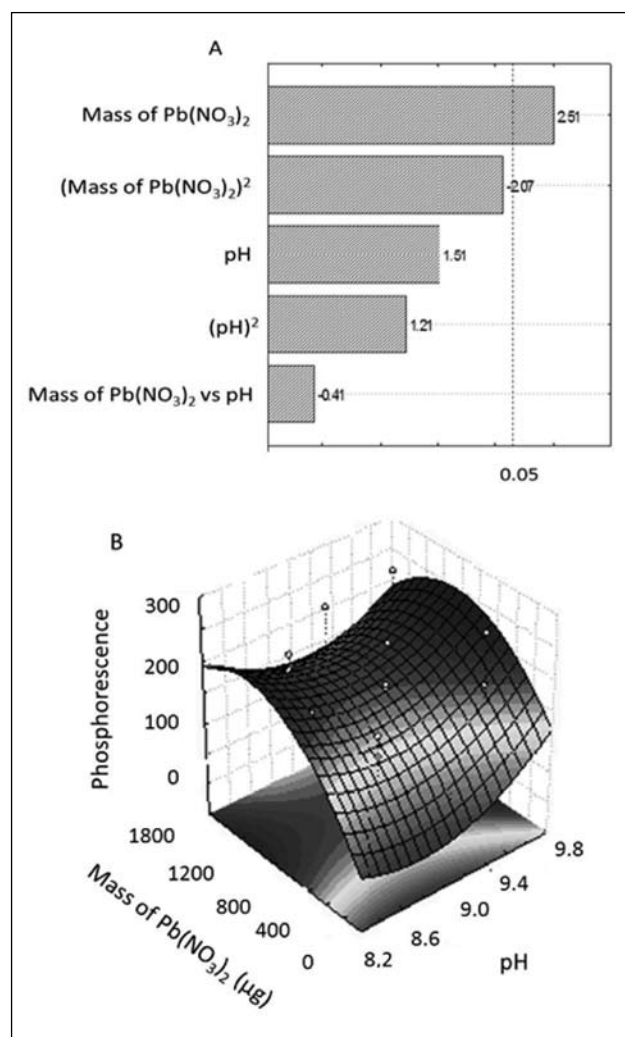 A
Mass of Pb(NO₃)₂
2.51
(Mass of Pb(NO₃)₂)²
-2.07
pH
1.51
(pH)²
1.21
Mass of Pb(NO₃)₂ vs pH
-0.41
0.05
B
Phosphorescence
300
200
100
0
1800
1200
800
400
0
Mass of Pb(NO₃)₂ (µg)
8.2
8.6
9.0
9.4
9.8
pH